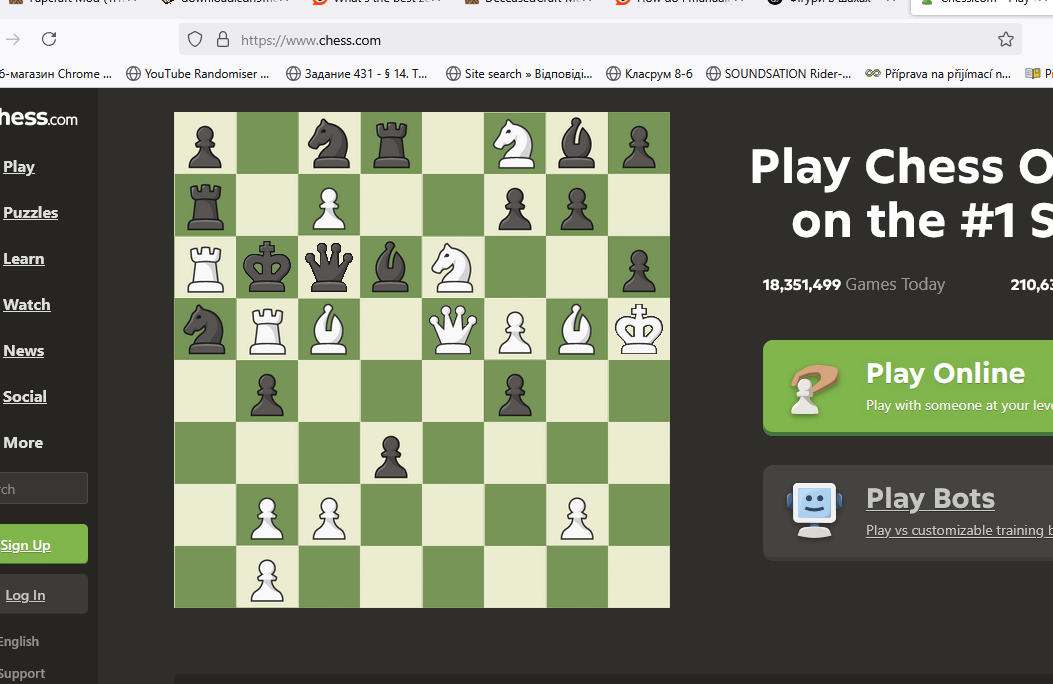 https://www.chess.com
б-магазин Chrome ...
YouTube Randomiser ...
Задание 431 - § 14. Т...
Site search » Відповіді...
Класрум 8-б
SOUNDSATION Rider-...
Příprava na přijímací n...
hess.com
Play
Puzzles
Learn
Watch
News
Social
More
rch
Sign Up
Log In
English
Support
Play Chess O
on the #1 S
18,351,499 Games Today
210,63
Play Online
Play with someone at your leve
Play Bots
Play vs customizable training b